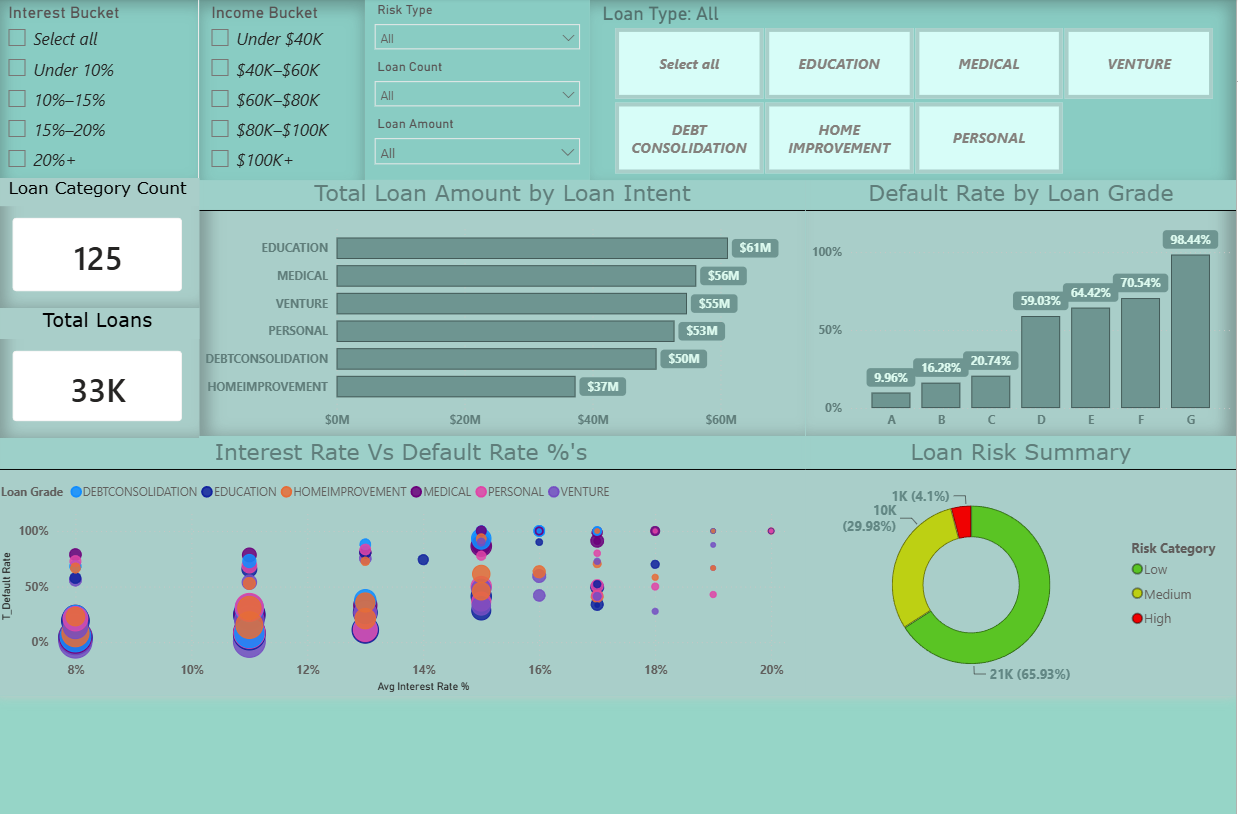 Interest Bucket
Select all
Under 10%
10%–15%
15%–20%
20%+
Income Bucket
Under $40K
$40K–$60K
$60K–$80K
$80K–$100K
$100K+
Risk Type
All
Loan Count
All
Loan Amount
All
Loan Type: All
Select all
EDUCATION
MEDICAL
VENTURE
DEBT
CONSOLIDATION
HOME
IMPROVEMENT
PERSONAL
Loan Category Count
125
Total Loans
33K
Total Loan Amount by Loan Intent
EDUCATION $61M
MEDICAL $56M
VENTURE $55M
PERSONAL $53M
DEBTCONSOLIDATION $50M
HOMEIMPROVEMENT $37M
$0M $20M $40M $60M
Default Rate by Loan Grade
100%
50%
0%
9.96% 16.28% 20.74% 59.03% 64.42% 70.54% 98.44%
A B C D E F G
Interest Rate Vs Default Rate %'s
Loan Grade DEBTCONSOLIDATION EDUCATION HOMEIMPROVEMENT MEDICAL PERSONAL VENTURE
T_Default Rate
100%
50%
0%
8% 10% 12% 14% 16% 18% 20%
Avg Interest Rate %
Loan Risk Summary
1K (4.1%)
10K
(29.98%)
21K (65.93%)
Risk Category
Low
Medium
High